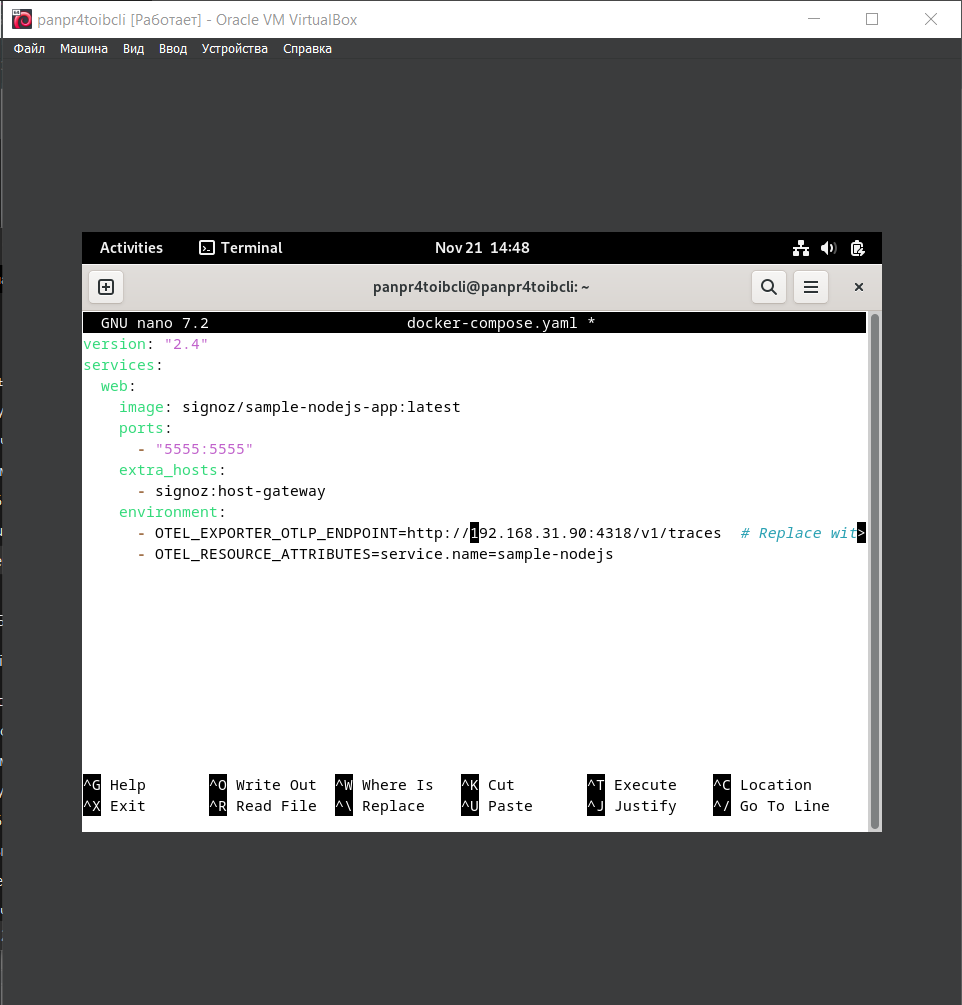 panpr4toibcli [Работает] - Oracle VM VirtualBox
Файл Машина Вид Ввод Устройства Справка
Activities Terminal Nov 21 14:48
panpr4toibcli@panpr4toibcli: ~
GNU nano 7.2 docker-compose.yaml *
version: "2.4"
services:
  web:
    image: signoz/sample-nodejs-app:latest
    ports:
      - "5555:5555"
    extra_hosts:
      - signoz:host-gateway
    environment:
      - OTEL_EXPORTER_OTLP_ENDPOINT=http://192.168.31.90:4318/v1/traces  # Replace wit>
      - OTEL_RESOURCE_ATTRIBUTES=service.name=sample-nodejs
^G Help ^O Write Out ^W Where Is ^K Cut ^T Execute ^C Location
^X Exit ^R Read File ^\ Replace ^U Paste ^J Justify ^/ Go To Line